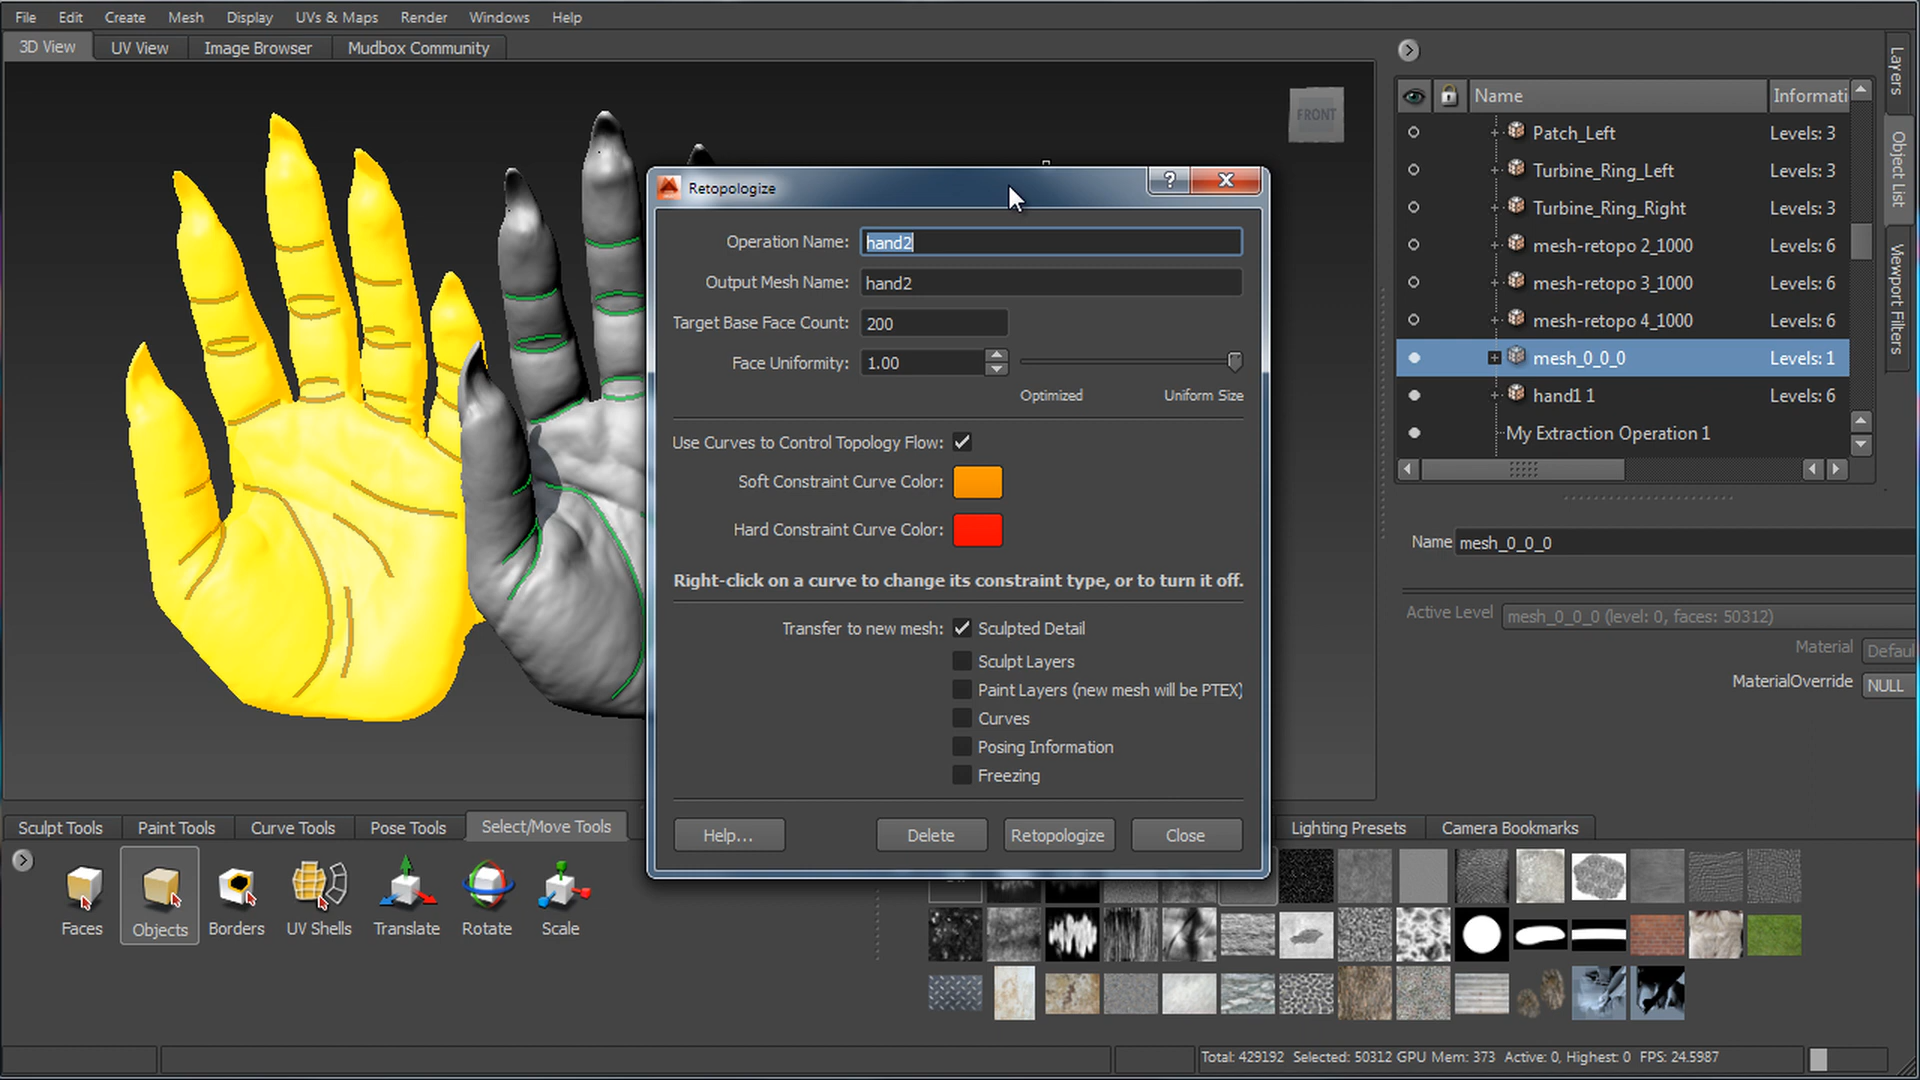 File Edit Create Mesh Display UVs & Maps Render Windows Help
3D View UV View Image Browser Mudbox Community
FRONT
Layers
Object List
Viewport Filters
Name Informati
Patch_Left Levels: 3
Turbine_Ring_Left Levels: 3
Turbine_Ring_Right Levels: 3
mesh-retopo 2_1000 Levels: 6
mesh-retopo 3_1000 Levels: 6
mesh-retopo 4_1000 Levels: 6
mesh_0_0_0 Levels: 1
hand1 1 Levels: 6
My Extraction Operation 1
Name mesh_0_0_0
Active Level mesh_0_0_0 (level: 0, faces: 50312)
Material Defaul
MaterialOverride NULL
Retopologize
?
Operation Name: hand2
Output Mesh Name: hand2
Target Base Face Count: 200
Face Uniformity: 1.00
Optimized Uniform Size
Use Curves to Control Topology Flow:
Soft Constraint Curve Color:
Hard Constraint Curve Color:
Right-click on a curve to change its constraint type, or to turn it off.
Transfer to new mesh: Sculpted Detail
Sculpt Layers
Paint Layers (new mesh will be PTEX)
Curves
Posing Information
Freezing
Help... Delete Retopologize Close
Sculpt Tools Paint Tools Curve Tools Pose Tools Select/Move Tools
Lighting Presets Camera Bookmarks
Faces Objects Borders UV Shells Translate Rotate Scale
Total: 429192 Selected: 50312 GPU Mem: 373 Active: 0, Highest: 0 FPS: 24.5987